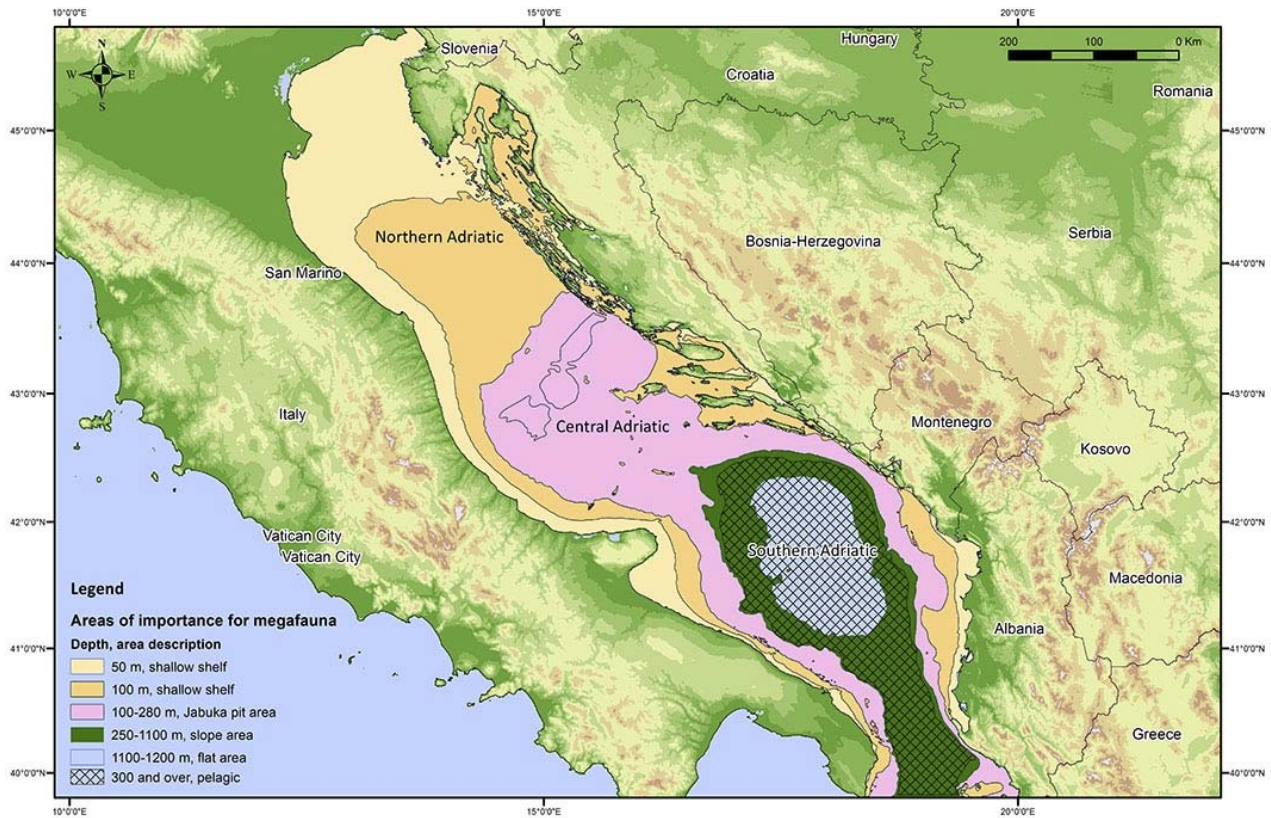 10°0'0"E
15°0'0"E
20°0'0"E
N
W
E
S
200
100
0 Km
Slovenia
Hungary
Croatia
Romania
45°0'0"N
45°0'0"N
Northern Adriatic
Bosnia-Herzegovina
Serbia
44°0'0"N
44°0'0"N
San Marino
43°0'0"N
43°0'0"N
Italy
Central Adriatic
Montenegro
Kosovo
42°0'0"N
42°0'0"N
Vatican City
Vatican City
Southern Adriatic
Macedonia
Albania
41°0'0"N
41°0'0"N
Greece
40°0'0"N
40°0'0"N
Legend
Areas of importance for megafauna
Depth, area description
50 m, shallow shelf
100 m, shallow shelf
100-280 m, Jabuka pit area
250-1100 m, slope area
1100-1200 m, flat area
300 and over, pelagic
10°0'0"E
15°0'0"E
20°0'0"E